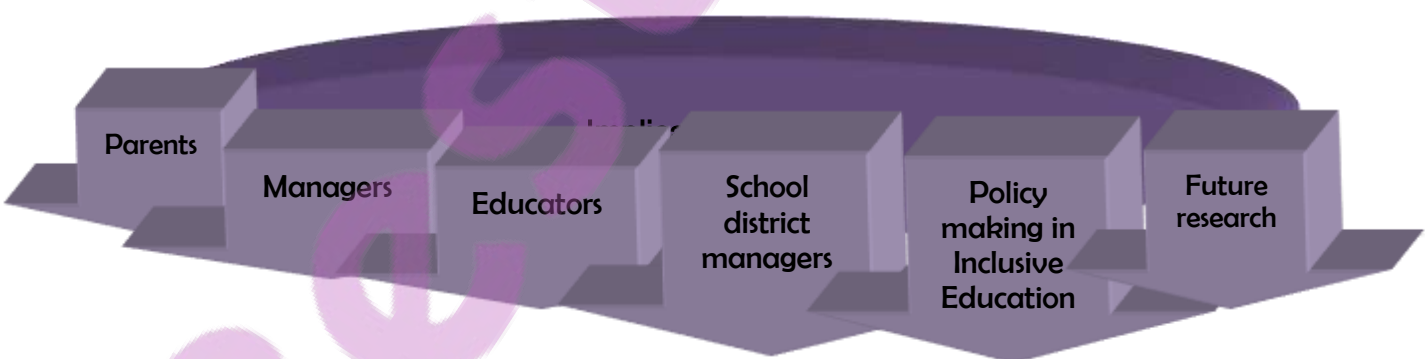 Parents
Managers
Educators
School
district
managers
Policy
making in
Inclusive
Education
Future
research